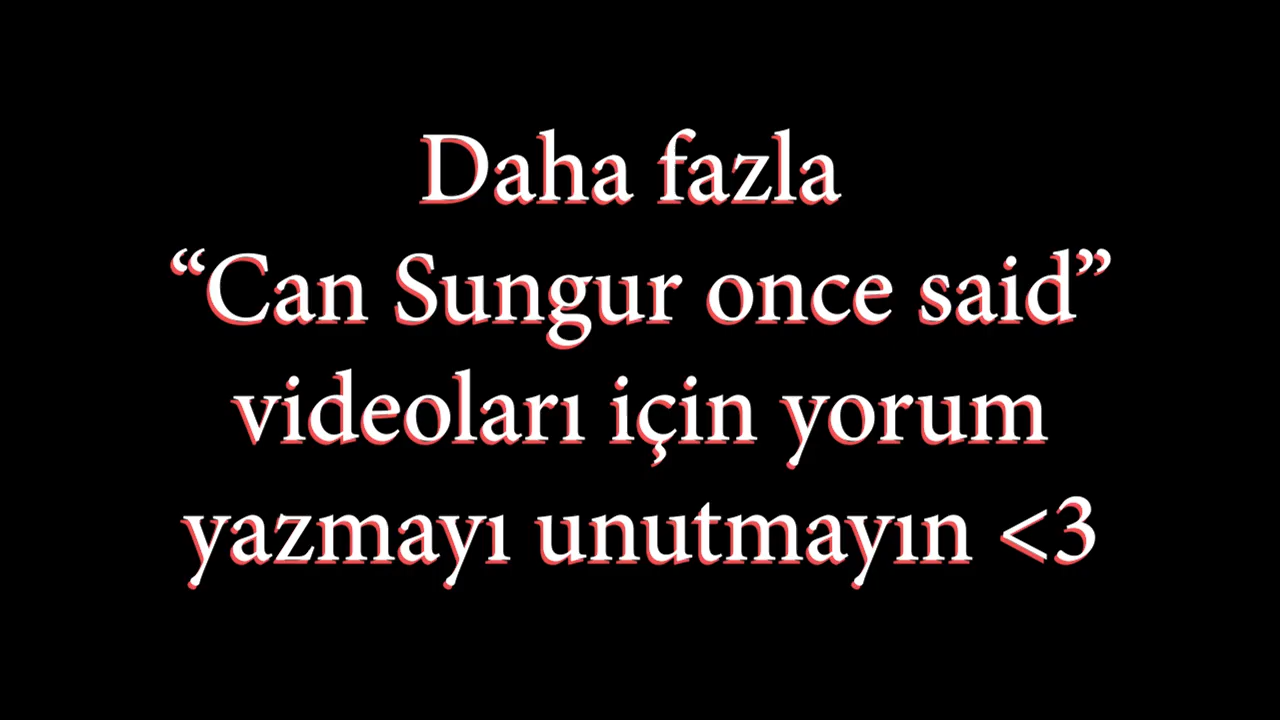 Daha fazla
“Can Sungur once said”
videoları için yorum
yazmayı unutmayın <3